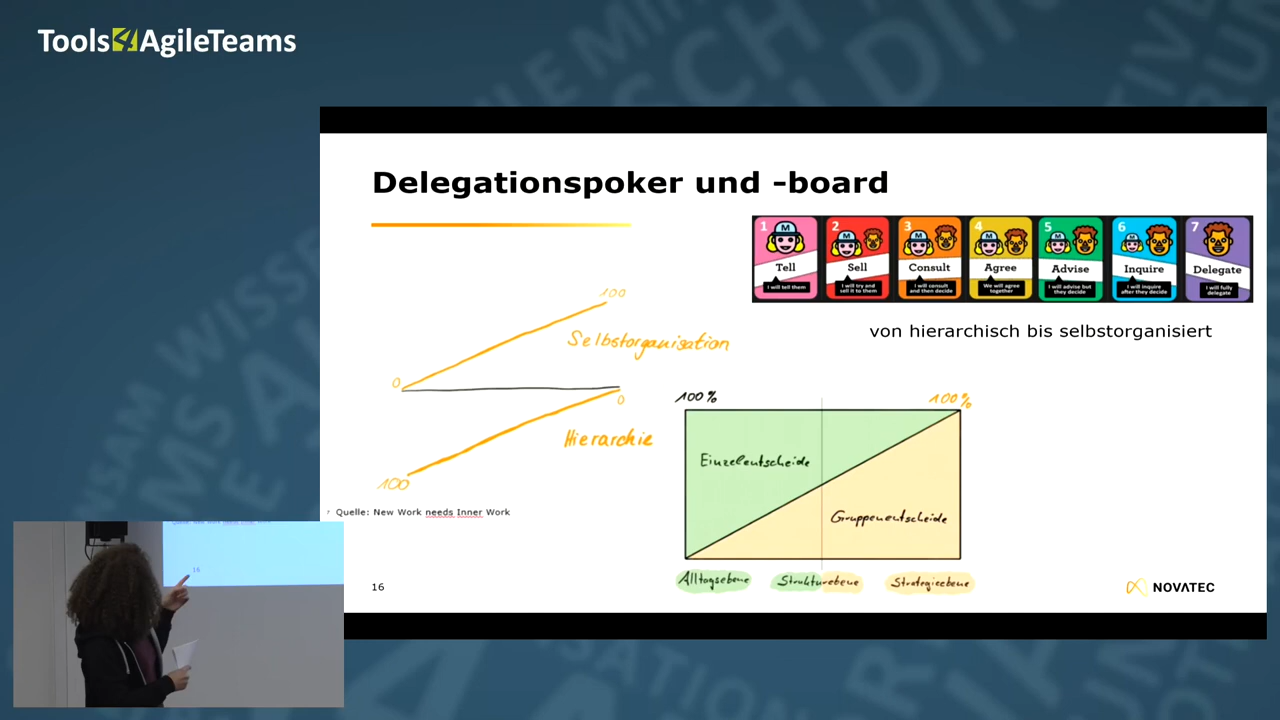 Tools4AgileTeams
Delegationspoker und -board
1 Tell I will tell them
2 Sell I will try and sell it to them
3 Consult I will consult and then decide
4 Agree We will agree together
5 Advise I will advise but they decide
6 Inquire I will inquire after they decide
7 Delegate I will fully delegate
von hierarchisch bis selbstorganisiert
100
Selbstorganisation
0
0
Hierarchie
100
Quelle: New Work needs Inner Work
100% 100%
Einzelentscheide
Gruppenentscheide
Alltagsebene Strukturebene Strategieebene
16
NOVATEC
16